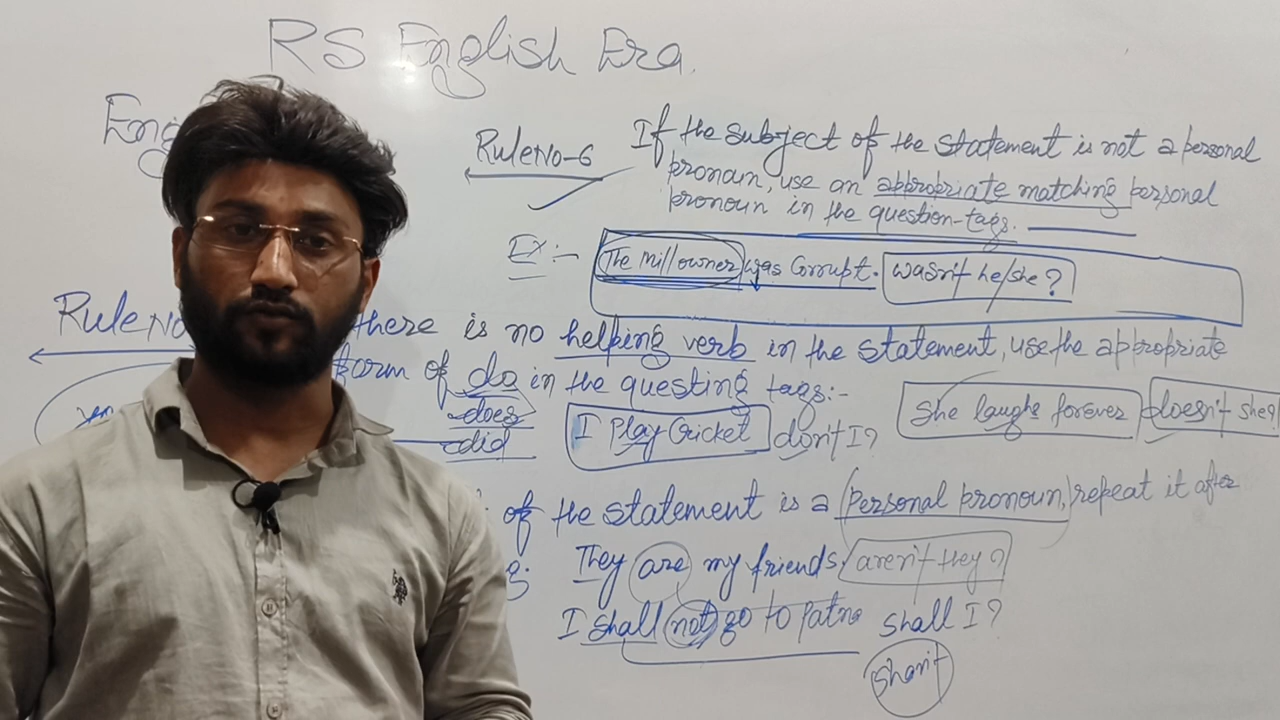 RS English Era
Eng
Rule No-6
If the subject of the statement is not a personal
pronoun, use an appropriate matching personal
pronoun in the question-tags.
Ex:-
The mill owner was Corrupt. wasn't he/she?
Rule No
there is no helping verb in the statement, use the appropriate
form of do in the questing tags:-
does
did
I Play Cricket don't I?
She laughs forever doesn't she?
of the statement is a (Personal pronoun,) repeat it after
They are my friends, aren't they?
I shall not go to Patna shall I?
Shan't